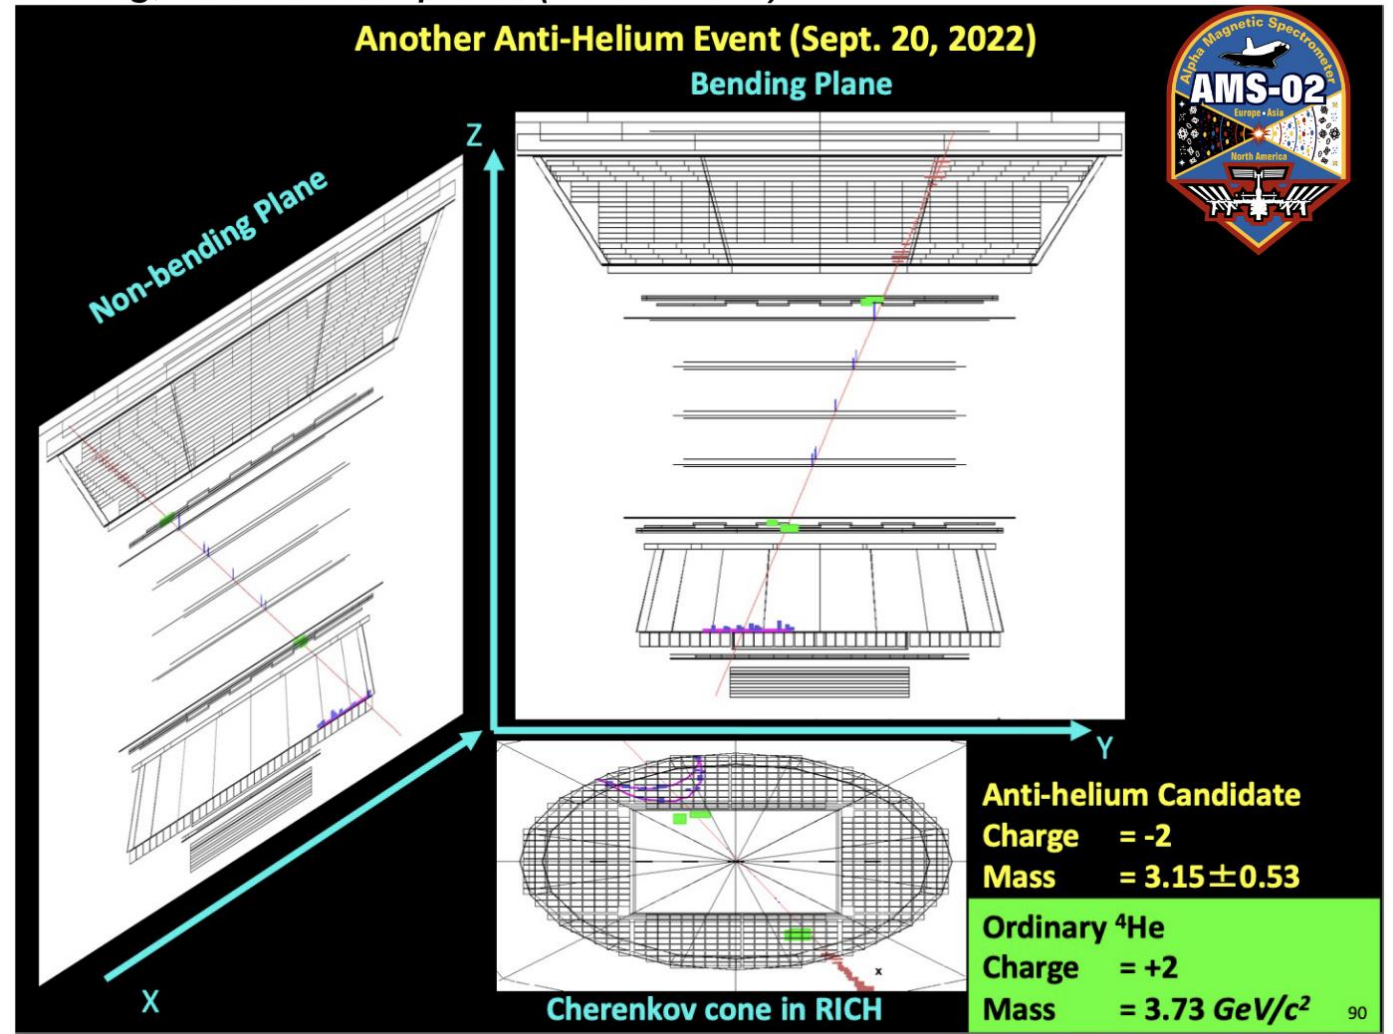 Another Anti-Helium Event (Sept. 20, 2022)
Bending Plane
Alpha Magnetic Spectrometer
AMS-02
Europe • Asia
North America
Z
Non-bending Plane
Y
X
x
Cherenkov cone in RICH
Anti-helium Candidate
Charge = -2
Mass = 3.15±0.53
Ordinary ⁴He
Charge = +2
Mass = 3.73 GeV/c²
90